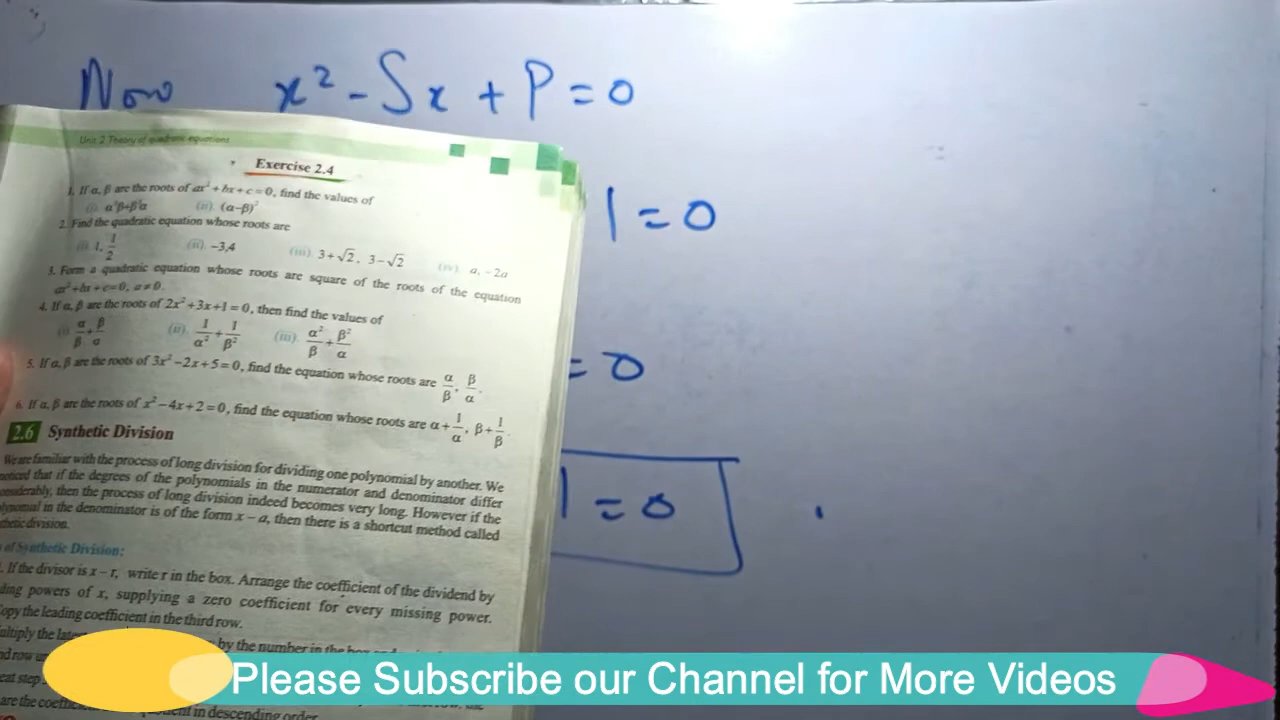 Now x² - Sx + P = 0
1 = 0
= 0
1 = 0
Unit 2 Theory of quadratic equations
Exercise 2.4
1. If α, β are the roots of ax² + bx + c = 0, find the values of
(i). α²β+β²α (ii). (α-β)²
2. Find the quadratic equation whose roots are
(i). 1, 1/2 (ii). -3,4 (iii). 3+√2, 3-√2 (iv). a, -2a
3. Form a quadratic equation whose roots are square of the roots of the equation
ax²+bx+c=0, a≠0.
4. If α, β are the roots of 2x² +3x+1=0, then find the values of
(i). α/β + β/α (ii). 1/α² + 1/β² (iii). α²/β + β²/α
5. If α, β are the roots of 3x² -2x+5=0, find the equation whose roots are α/β, β/α.
6. If α, β are the roots of x² -4x+2=0, find the equation whose roots are α+1/α, β+1/β.
2.6 Synthetic Division
We are familiar with the process of long division for dividing one polynomial by another. We
noticed that if the degrees of the polynomials in the numerator and denominator differ
considerably, then the process of long division indeed becomes very long. However if the
polynomial in the denominator is of the form x - a, then there is a shortcut method called
synthetic division.
of Synthetic Division:
. If the divisor is x - r, write r in the box. Arrange the coefficient of the dividend by
ding powers of x, supplying a zero coefficient for every missing power.
Copy the leading coefficient in the third row.
by the number in the box
eat step
are the in descending order.
Please Subscribe our Channel for More Videos